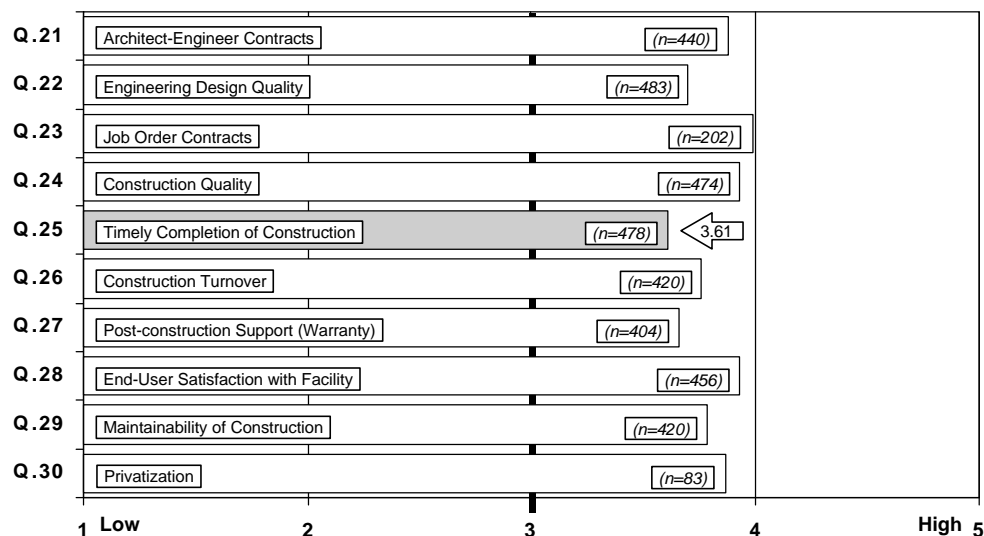 Q.21 Architect-Engineer Contracts (n=440)
Q.22 Engineering Design Quality (n=483)
Q.23 Job Order Contracts (n=202)
Q.24 Construction Quality (n=474)
Q.25 Timely Completion of Construction (n=478) 3.61
Q.26 Construction Turnover (n=420)
Q.27 Post-construction Support (Warranty) (n=404)
Q.28 End-User Satisfaction with Facility (n=456)
Q.29 Maintainability of Construction (n=420)
Q.30 Privatization (n=83)
1 Low 2 3 4 High 5